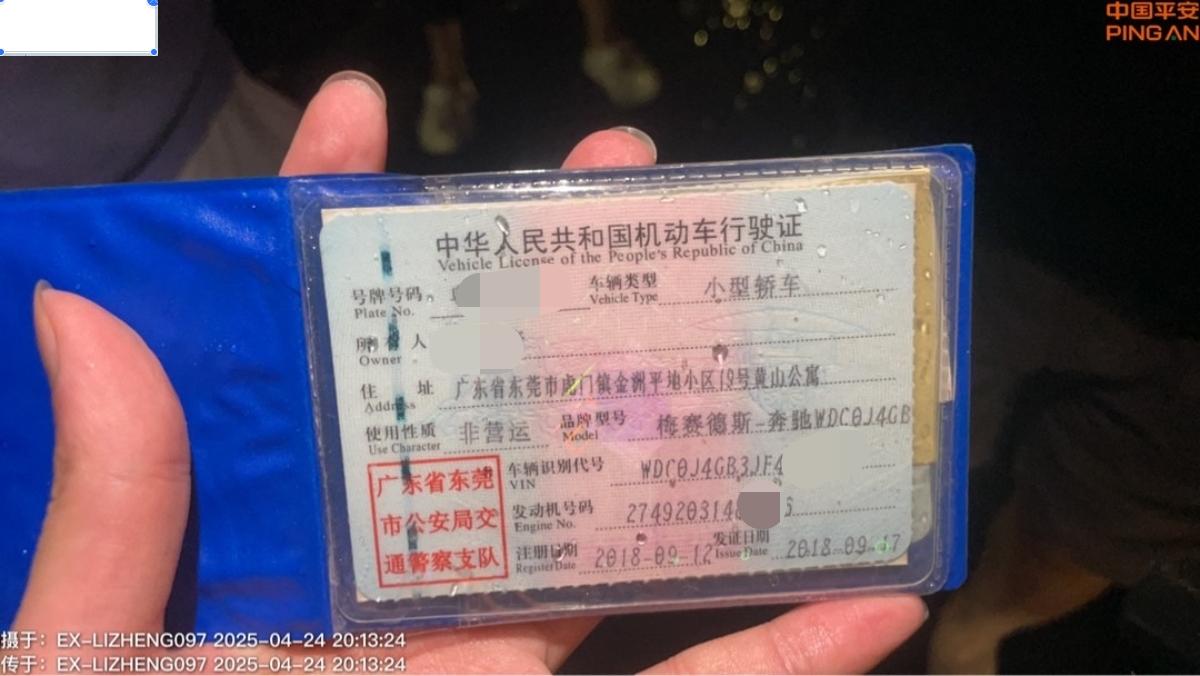 中国平安
PING AN
中华人民共和国机动车行驶证
Vehicle License of the People's Republic of China
号牌号码
Plate No.
车辆类型
Vehicle Type
小型轿车
所有人
Owner
住址
Address
广东省东莞市虎门镇金洲平地小区19号黄山公寓
使用性质
Use Character
非营运
品牌型号
Model
梅赛德斯-奔驰WDC0J4GB
广东省东莞
市公安局交
通警察支队
车辆识别代号
VIN
WDC0J4GB3JF4
发动机号码
Engine No.
274920314
6
注册日期
Register Date
2018-09-12
发证日期
Issue Date
2018-09-17
摄于: EX-LIZHENG097 2025-04-24 20:13:24
传于: EX-LIZHENG097 2025-04-24 20:13:24